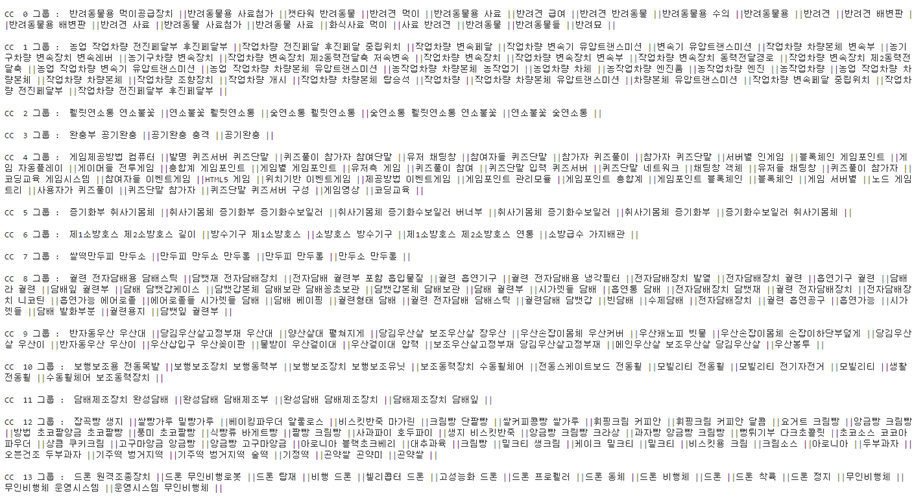 CC 0 그룹 : 반려동물용 먹이공급장치 ||반려동물용 사료첨가 ||캣타워 반려동물 ||반려견 먹이 ||반려동물용 사료 ||반려견 급여 ||반려견 반려동물 ||반려동물용 수의 ||반려동물용 ||반려견 ||반려견 배변판 ||
배변판 반려동물 ||반려견 사료 ||반려동물 사료첨가 ||반려동물 사료 ||화식사료 먹이 ||사료 반려견 ||반려동물 ||반려동물들 ||반려묘 ||
CC 1 그룹 : 농업 작업차량 전진페달부 후진페달부 ||작업차량 전진페달 후진페달 중립위치 ||작업차량 변속페달 ||작업차량 변속기 유압트랜스미션 ||변속기 유압트랜스미션 ||작업차량 차량본체 변속부 ||농기
구차량 변속장치 변속레버 ||농기구차량 변속장치 ||작업차량 변속장치 제2동력전달축 저속변속 ||작업차량 변속장치 ||작업차량 변속장치 변속부 ||작업차량 변속장치 동력전달경로 ||작업차량 변속장치 제2동력전
달축 ||농업 작업차량 변속기 유압트랜스미션 ||농업 작업차량 차량본체 유압트랜스미션 ||농작업차량 차량본체 농작업기 ||농업차량 차체 ||농작업차량 엔진룸 ||농작업차량 엔진 ||농작업차량 ||농업 작업차량 차
량본체 ||작업차량 차량본체 ||작업차량 조향장치 ||작업차량 개시 ||작업차량 차량본체 탑승석 ||작업차량 ||작업차량 차량본체 유압트랜스미션 ||차량본체 유압트랜스미션 ||작업차량 변속페달 중립위치 ||작업차
량 전진페달부 ||작업차량 전진페달부 후진페달부 ||
CC 2 그룹 : 펠릿연소통 연소불꽃 ||연소불꽃 펠릿연소통 ||숯연소통 펠릿연소통 ||숯연소통 펠릿연소통 연소불꽃 ||연소불꽃 숯연소통 ||
CC 3 그룹 : 완충부 공기완충 ||공기완충 충격 ||공기완충 ||
CC 4 그룹 : 게임제공방법 컴퓨터 ||발명 퀴즈서버 퀴즈단말 ||퀴즈풀이 참가자 참여단말 ||유저 채팅창 ||참여자들 퀴즈단말 ||참가자 퀴즈풀이 ||참가자 퀴즈단말 ||서버별 인게임 ||블록체인 게임포인트 ||게
임 자동플레이 ||게이머들 전투게임 ||총합계 게임포인트 ||게임별 게임포인트 ||유저측 게임 ||퀴즈풀이 참여 ||퀴즈단말 입력 퀴즈서버 ||퀴즈단말 네트워크 ||채팅창 객체 ||유저들 채팅창 ||퀴즈풀이 참가자 ||
코딩교육 게임시스템 ||참여자들 이벤트게임 ||HTML5 게임 ||위치기반 이벤트게임 ||제공방법 이벤트게임 ||게임포인트 관리모듈 ||게임포인트 총합계 ||게임포인트 블록체인 ||블록체인 ||게임 서버별 ||노드 게임
트리 ||사용자가 퀴즈풀이 ||퀴즈단말 참가자 ||퀴즈단말 퀴즈서버 구성 ||게임영상 ||코딩교육 ||
CC 5 그룹 : 증기화부 취사기몸체 ||취사기몸체 증기화부 증기화수보일러 ||취사기몸체 증기화수보일러 버너부 ||취사기몸체 증기화수보일러 ||취사기몸체 증기화부 ||증기화수보일러 취사기몸체 ||
CC 6 그룹 : 제1소방호스 제2소방호스 길이 ||방수기구 제1소방호스 ||소방호스 방수기구 ||제1소방호스 제2소방호스 연통 ||소방급수 가지배관 ||
CC 7 그룹 : 쌀떡만두피 만두소 ||만두피 만두소 만두롤 ||만두피 만두롤 ||만두소 만두롤 ||
CC 8 그룹 : 궐련 전자담배용 담배스틱 ||담뱃재 전자담배장치 ||전자담배 궐련부 포함 흡입물질 ||궐련 흡연기구 ||궐련 전자담배용 냉각필터 ||전자담배장치 발열 ||전자담배장치 궐련 ||흡연기구 궐련 ||담배
라 궐련 ||담배잎 궐련부 ||담배 담뱃갑케이스 ||담뱃갑본체 담배보관 담배꽁초보관 ||담뱃갑본체 담배보관 ||담배 궐련부 ||시가렛들 담배 ||흡연통 담배 ||전자담배장치 담뱃재 ||궐련 전자담배장치 ||전자담배장
치 니코틴 ||흡연가능 에어로졸 ||에어로졸들 시가렛들 담배 ||담배 베이핑 ||궐련형태 담배 ||궐련 전자담배 담배스틱 ||궐련담배 담뱃갑 ||빈담배 ||수제담배 ||전자담배장치 ||궐련 흡연공구 ||흡연가능 ||시가
렛들 ||담배 발화부분 ||궐련용지 ||담뱃잎 궐련부 ||
CC 9 그룹 : 반자동우산 우산대 ||당김우산살고정부재 우산대 ||양산살대 펼쳐지게 ||당김우산살 보조우산살 장우산 ||우산손잡이몸체 우산커버 ||우산캐노피 빗물 ||우산손잡이몸체 손잡이하단부덮게 ||당김우산
살 우산이 ||반자동우산 우산이 ||우산삽입구 우산꽂이판 ||물받이 우산걸이대 ||우산걸이대 압력 ||보조우산살고정부재 당김우산살고정부재 ||메인우산살 보조우산살 당김우산살 ||우산봉투 ||
CC 10 그룹 : 보행보조용 전동목발 ||보행보조장치 보행동력부 ||보행보조장치 보행보조유닛 ||보조동력장치 수동휠체어 ||전동스케이트보드 전동휠 ||모빌리티 전동휠 ||모빌리티 전기자전거 ||모빌리티 ||생활
전동휠 ||수동휠체어 보조동력장치 ||
CC 11 그룹 : 담배제조장치 완성담배 ||완성담배 담배제조부 ||완성담배 담배제조장치 ||담배제조장치 담배잎 ||
CC 12 그룹 : 잡곡빵 생지 ||쌀빵가루 밀빵가루 ||베이킹파우더 알룰로스 ||비스킷반죽 마가린 ||크림빵 단팥빵 ||쌀커피콩빵 쌀가루 ||휘핑크림 커피안 ||휘핑크림 커피안 달콤 ||요거트 크림빵 ||앙금빵 크림빵
||방법 초코팥앙금 초코팥빵 ||풍미 초코팥빵 ||식빵류 바게트빵 ||팥빵 크림빵 ||사과파이 호두파이 ||생지 비스킷반죽 ||앙금빵 크림빵 크라상 ||과자빵 앙금빵 크림빵 ||뻥튀기부 다크초콜릿 ||초코소스 코코아
파우더 ||상큼 쿠키크림 ||고구마앙금 앙금빵 ||앙금빵 고구마앙금 ||아로니아 블랙초크베리 ||대추과육 ||크림빵 ||밀크티 생크림 ||케이크 밀크티 ||밀크티 ||비스킷용 크림 ||크림소스 ||아로니아 ||두부과자 ||
오븐건조 두부과자 ||기주떡 벙거지떡 ||기주떡 벙거지떡 술떡 ||기정떡 ||곤약쌀 곤약미 ||곤약쌀 ||
CC 13 그룹 : 드론 원격조종장치 ||드론 무인비행로봇 ||드론 탑재 ||비행 드론 ||빌리콥터 드론 ||고성능화 드론 ||드론 프로펠러 ||드론 동체 ||드론 비행체 ||드론 ||드론 착륙 ||드론 정지 ||무인비행체 ||
무인비행체 운영시스템 ||운영시스템 무인비행체 ||